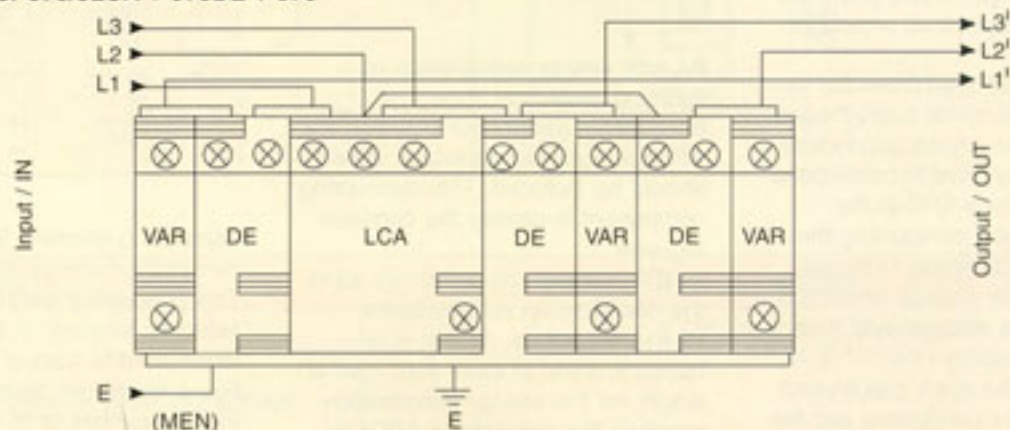 L3 L3'
L2 L2'
L1 L1'
Input / IN
VAR DE LCA DE VAR DE VAR
Output / OUT
E E
(MEN)